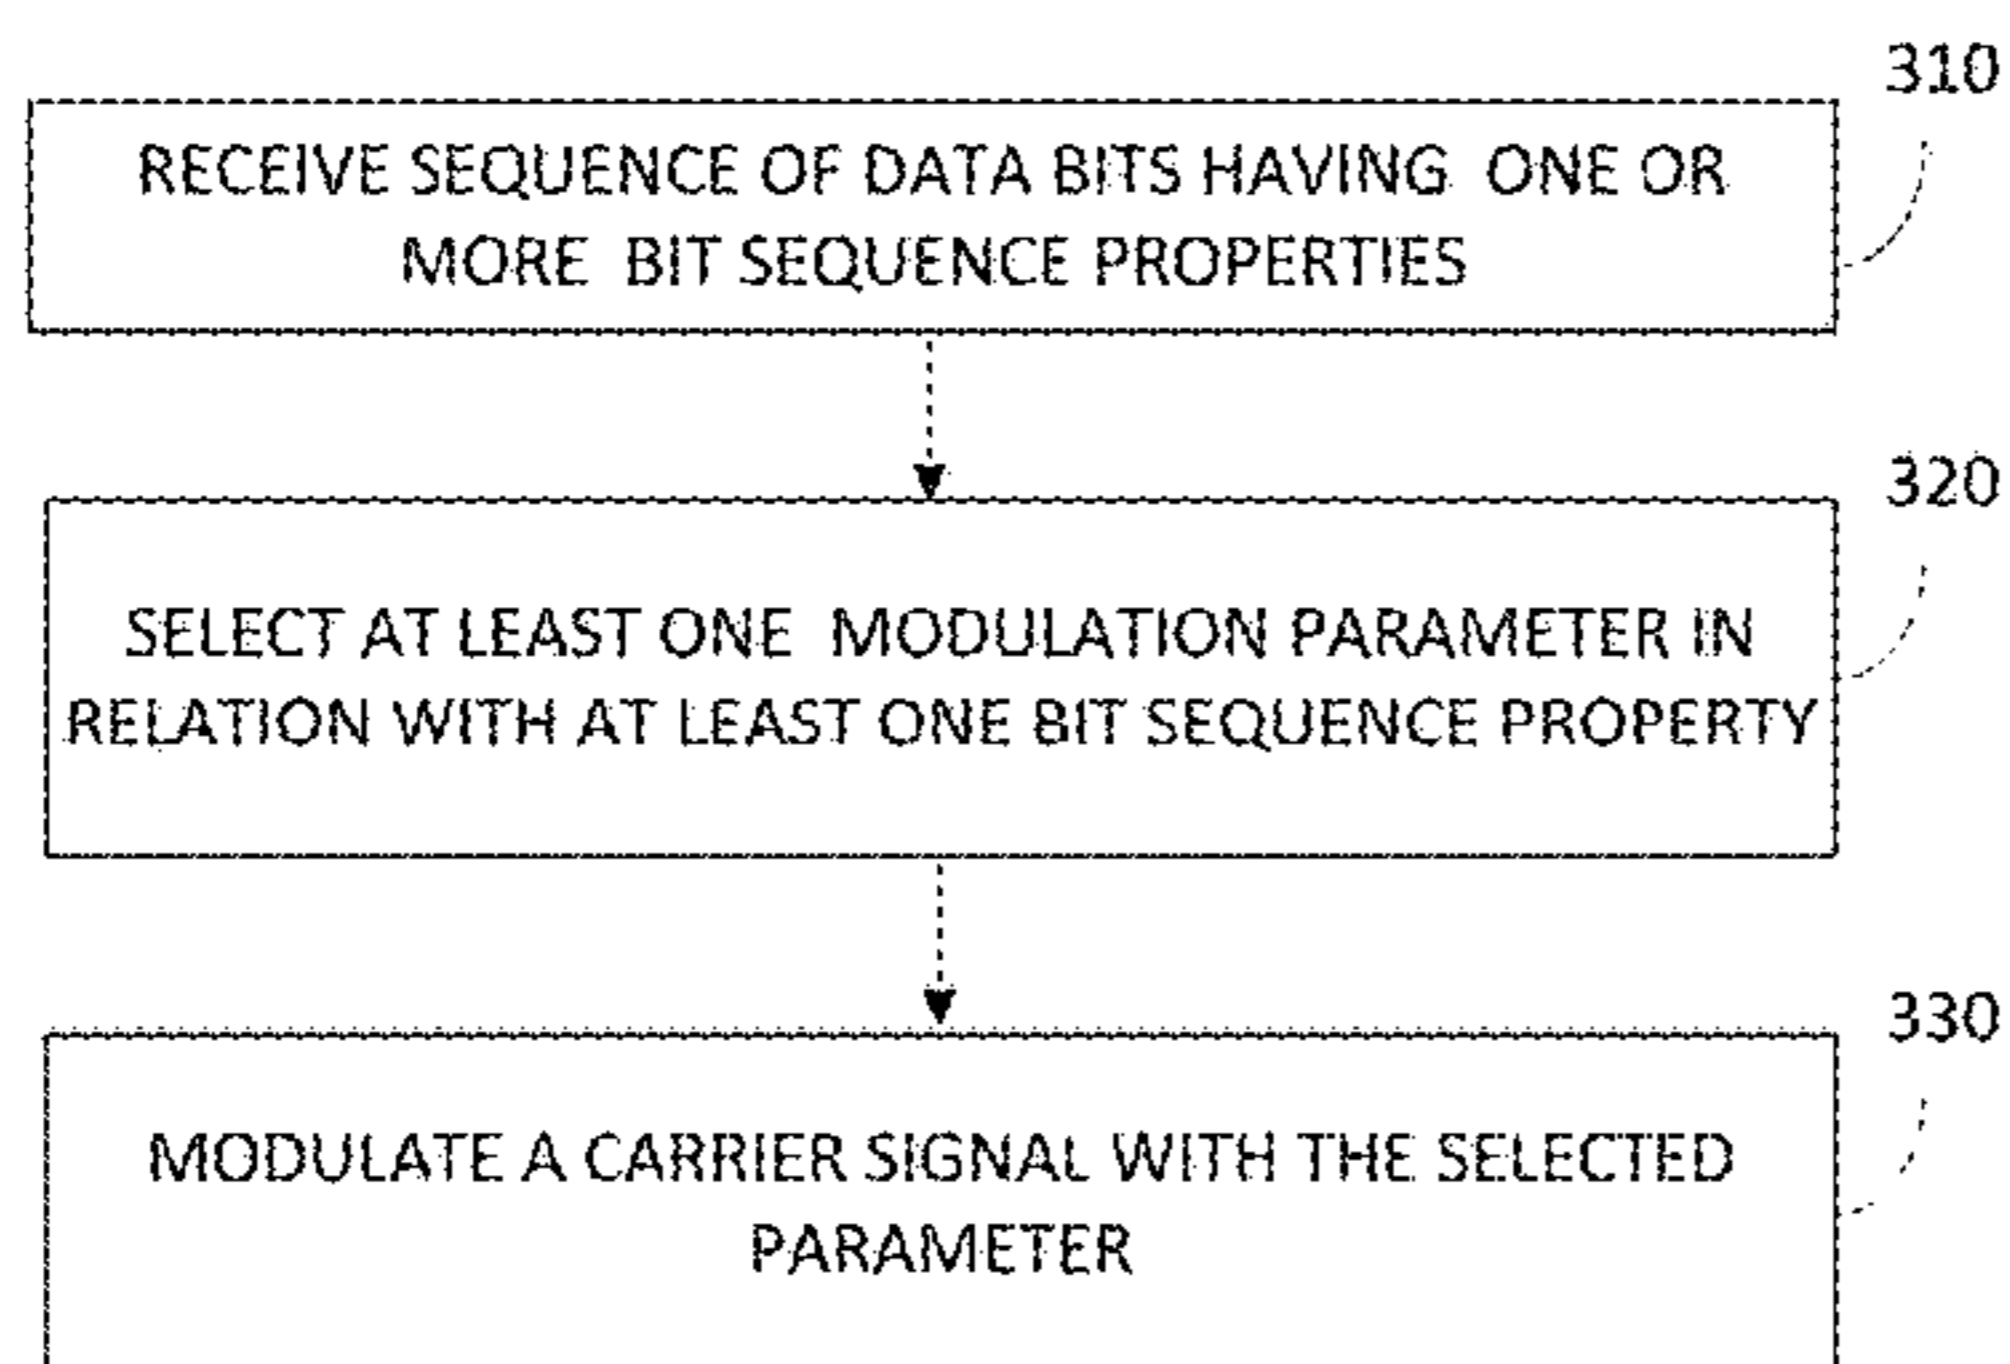 310
RECEIVE SEQUENCE OF DATA BITS HAVING ONE OR
MORE BIT SEQUENCE PROPERTIES
320
SELECT AT LEAST ONE MODULATION PARAMETER IN
RELATION WITH AT LEAST ONE BIT SEQUENCE PROPERTY
330
MODULATE A CARRIER SIGNAL WITH THE SELECTED
PARAMETER